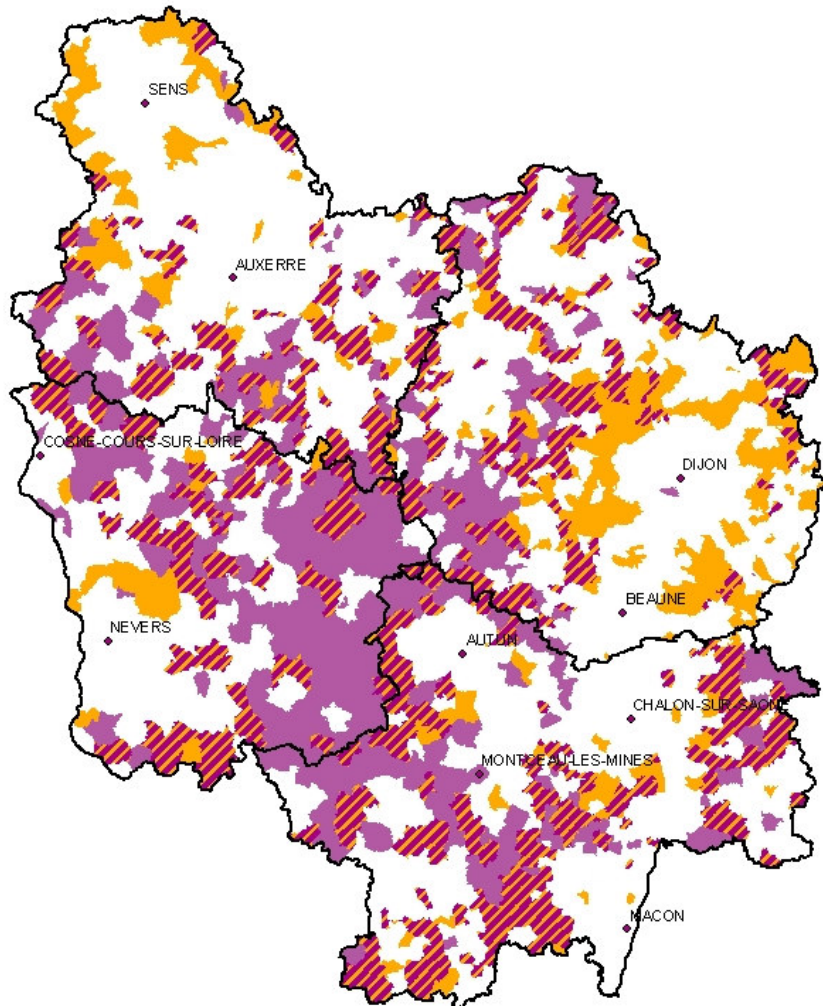 SENS
AUXERRE
COSNE-COURS-SUR-LOIRE
DIJON
BEAUNE
NEVERS
AUTUN
CHALON-SUR-SAONE
MONTCEAU-LES-MINES
MACON